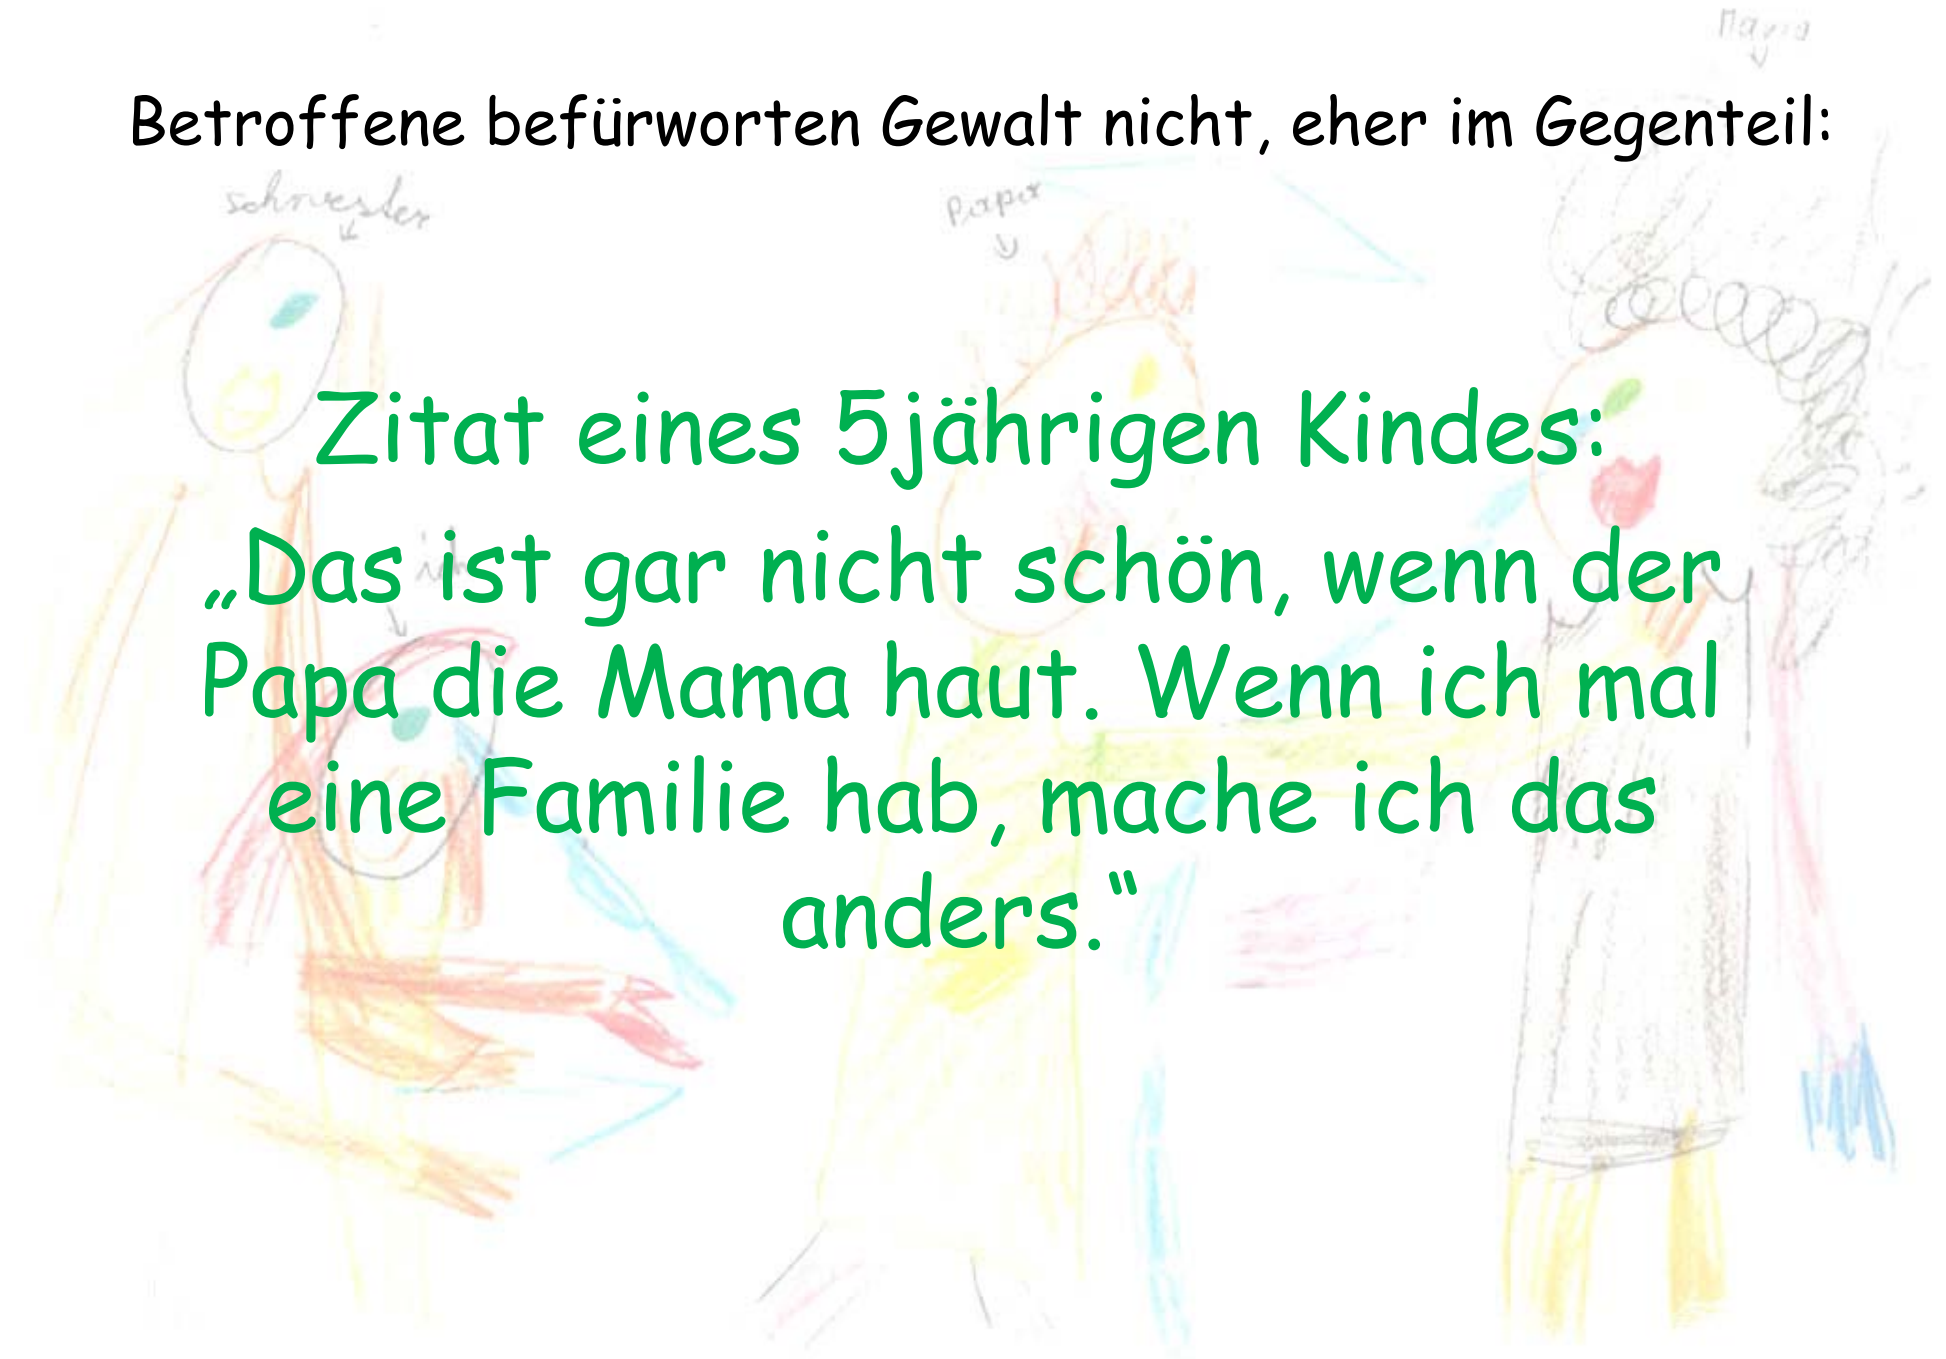 Betroffene befürworten Gewalt nicht, eher im Gegenteil:
schwester
Papa
Zitat eines 5jährigen Kindes:
„Das ist gar nicht schön, wenn der
Papa die Mama haut. Wenn ich mal
eine Familie hab, mache ich das
anders.“